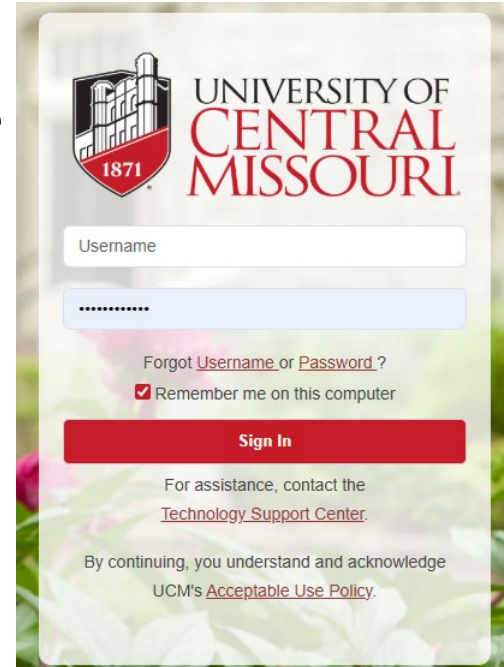 UNIVERSITY OF
CENTRAL
MISSOURI
1871
Username
••••••••••••
Forgot Username or Password ?
Remember me on this computer
Sign In
For assistance, contact the
Technology Support Center.
By continuing, you understand and acknowledge
UCM's Acceptable Use Policy.